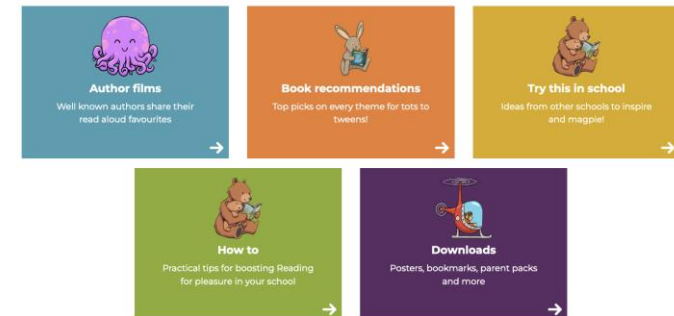 Author films
Well known authors share their
read aloud favourites
Book recommendations
Top picks on every theme for tots to
tweens!
Try this in school
Ideas from other schools to inspire
and magpie!
How to
Practical tips for boosting Reading
for pleasure in your school
Downloads
Posters, bookmarks, parent packs
and more